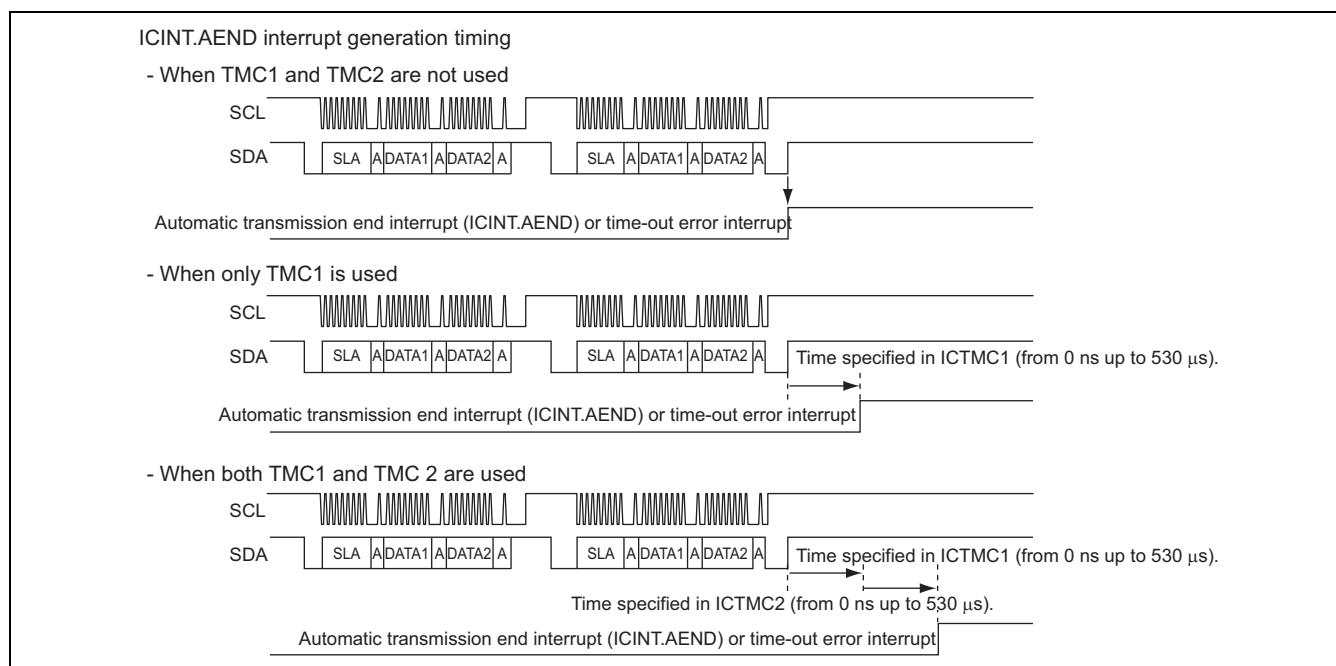 ICINT.AEND interrupt generation timing
- When TMC1 and TMC2 are not used
SCL
SDA
SLA A DATA1 A DATA2 A SLA A DATA1 A DATA2 A
Automatic transmission end interrupt (ICINT.AEND) or time-out error interrupt
- When only TMC1 is used
SCL
SDA
SLA A DATA1 A DATA2 A SLA A DATA1 A DATA2 A
Time specified in ICTMC1 (from 0 ns up to 530 μs).
Automatic transmission end interrupt (ICINT.AEND) or time-out error interrupt
- When both TMC1 and TMC 2 are used
SCL
SDA
SLA A DATA1 A DATA2 A SLA A DATA1 A DATA2 A
Time specified in ICTMC1 (from 0 ns up to 530 μs).
Time specified in ICTMC2 (from 0 ns up to 530 μs).
Automatic transmission end interrupt (ICINT.AEND) or time-out error interrupt